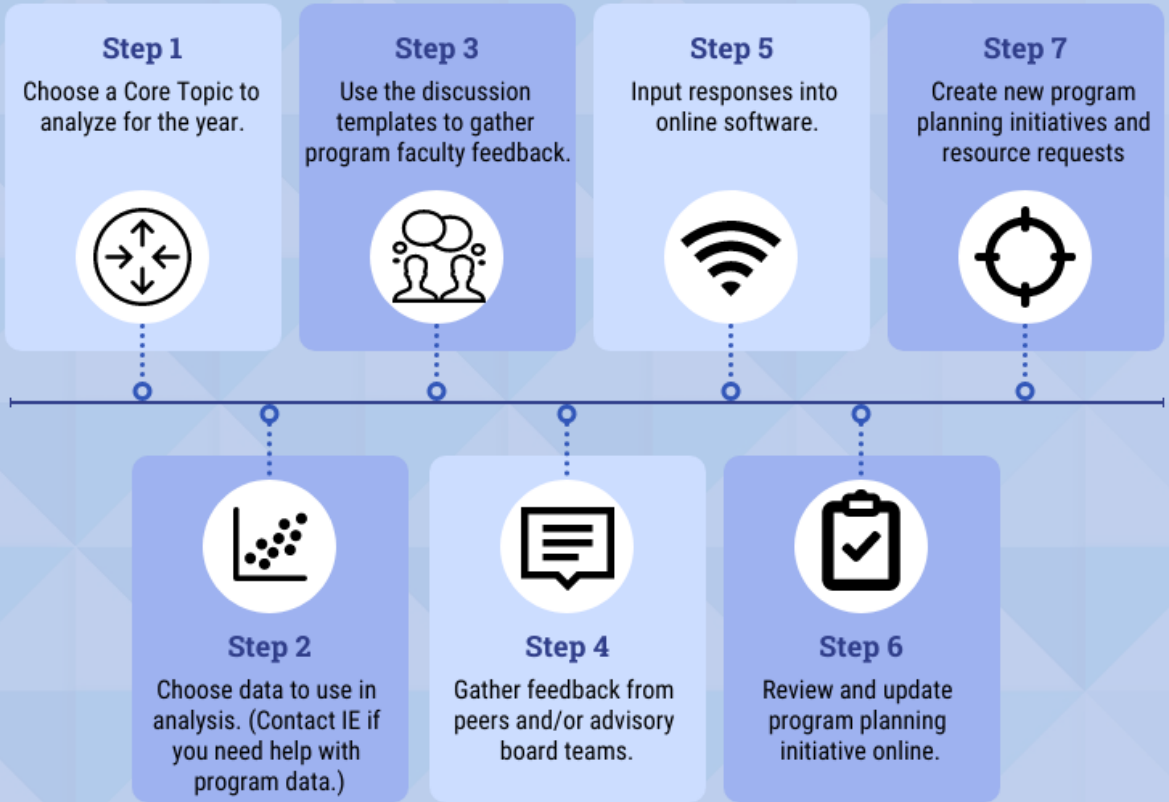 Step 1
Choose a Core Topic to
analyze for the year.
Step 2
Choose data to use in
analysis. (Contact IE if
you need help with
program data.)
Step 3
Use the discussion
templates to gather
program faculty feedback.
Step 4
Gather feedback from
peers and/or advisory
board teams.
Step 5
Input responses into
online software.
Step 6
Review and update
program planning
initiative online.
Step 7
Create new program
planning initiatives and
resource requests